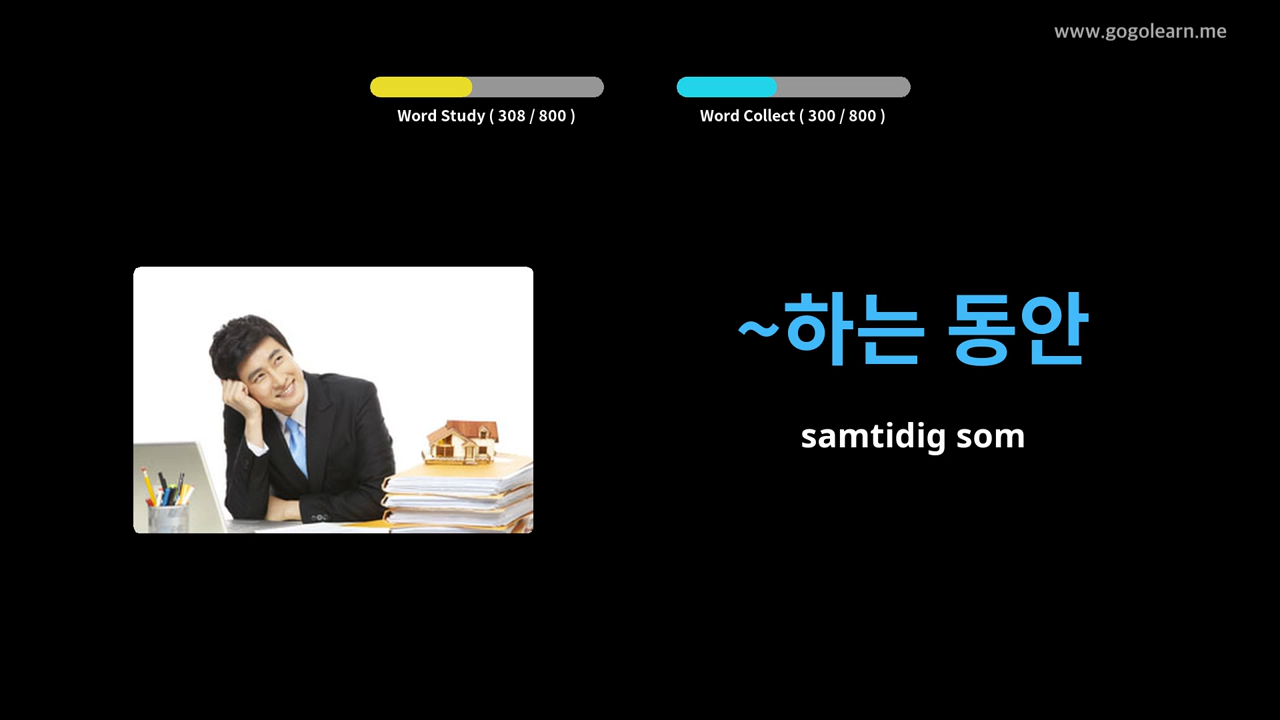 www.gogolearn.me
Word Study ( 308 / 800 )
Word Collect ( 300 / 800 )
~하는 동안
samtidig som